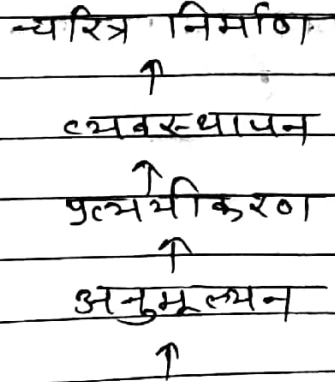 चरित्र निर्माण
↑
व्यवस्थापन
↑
प्रत्ययीकरण
↑
अनुमूल्यन
↑